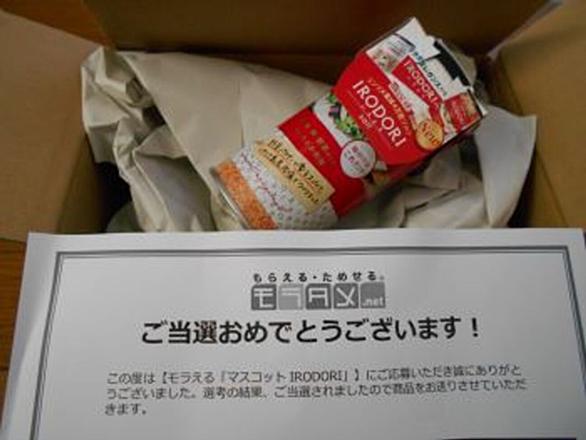 IRODORI
IRODORI
New
もらえる・ためせる。
モラタメ.net
ご当選おめでとうございます！
この度は【モラえる「マスコット IRODORI」】にご応募いただき誠にありがと
うございました。選考の結果、ご当選されましたので商品をお送りさせていただ
きます。